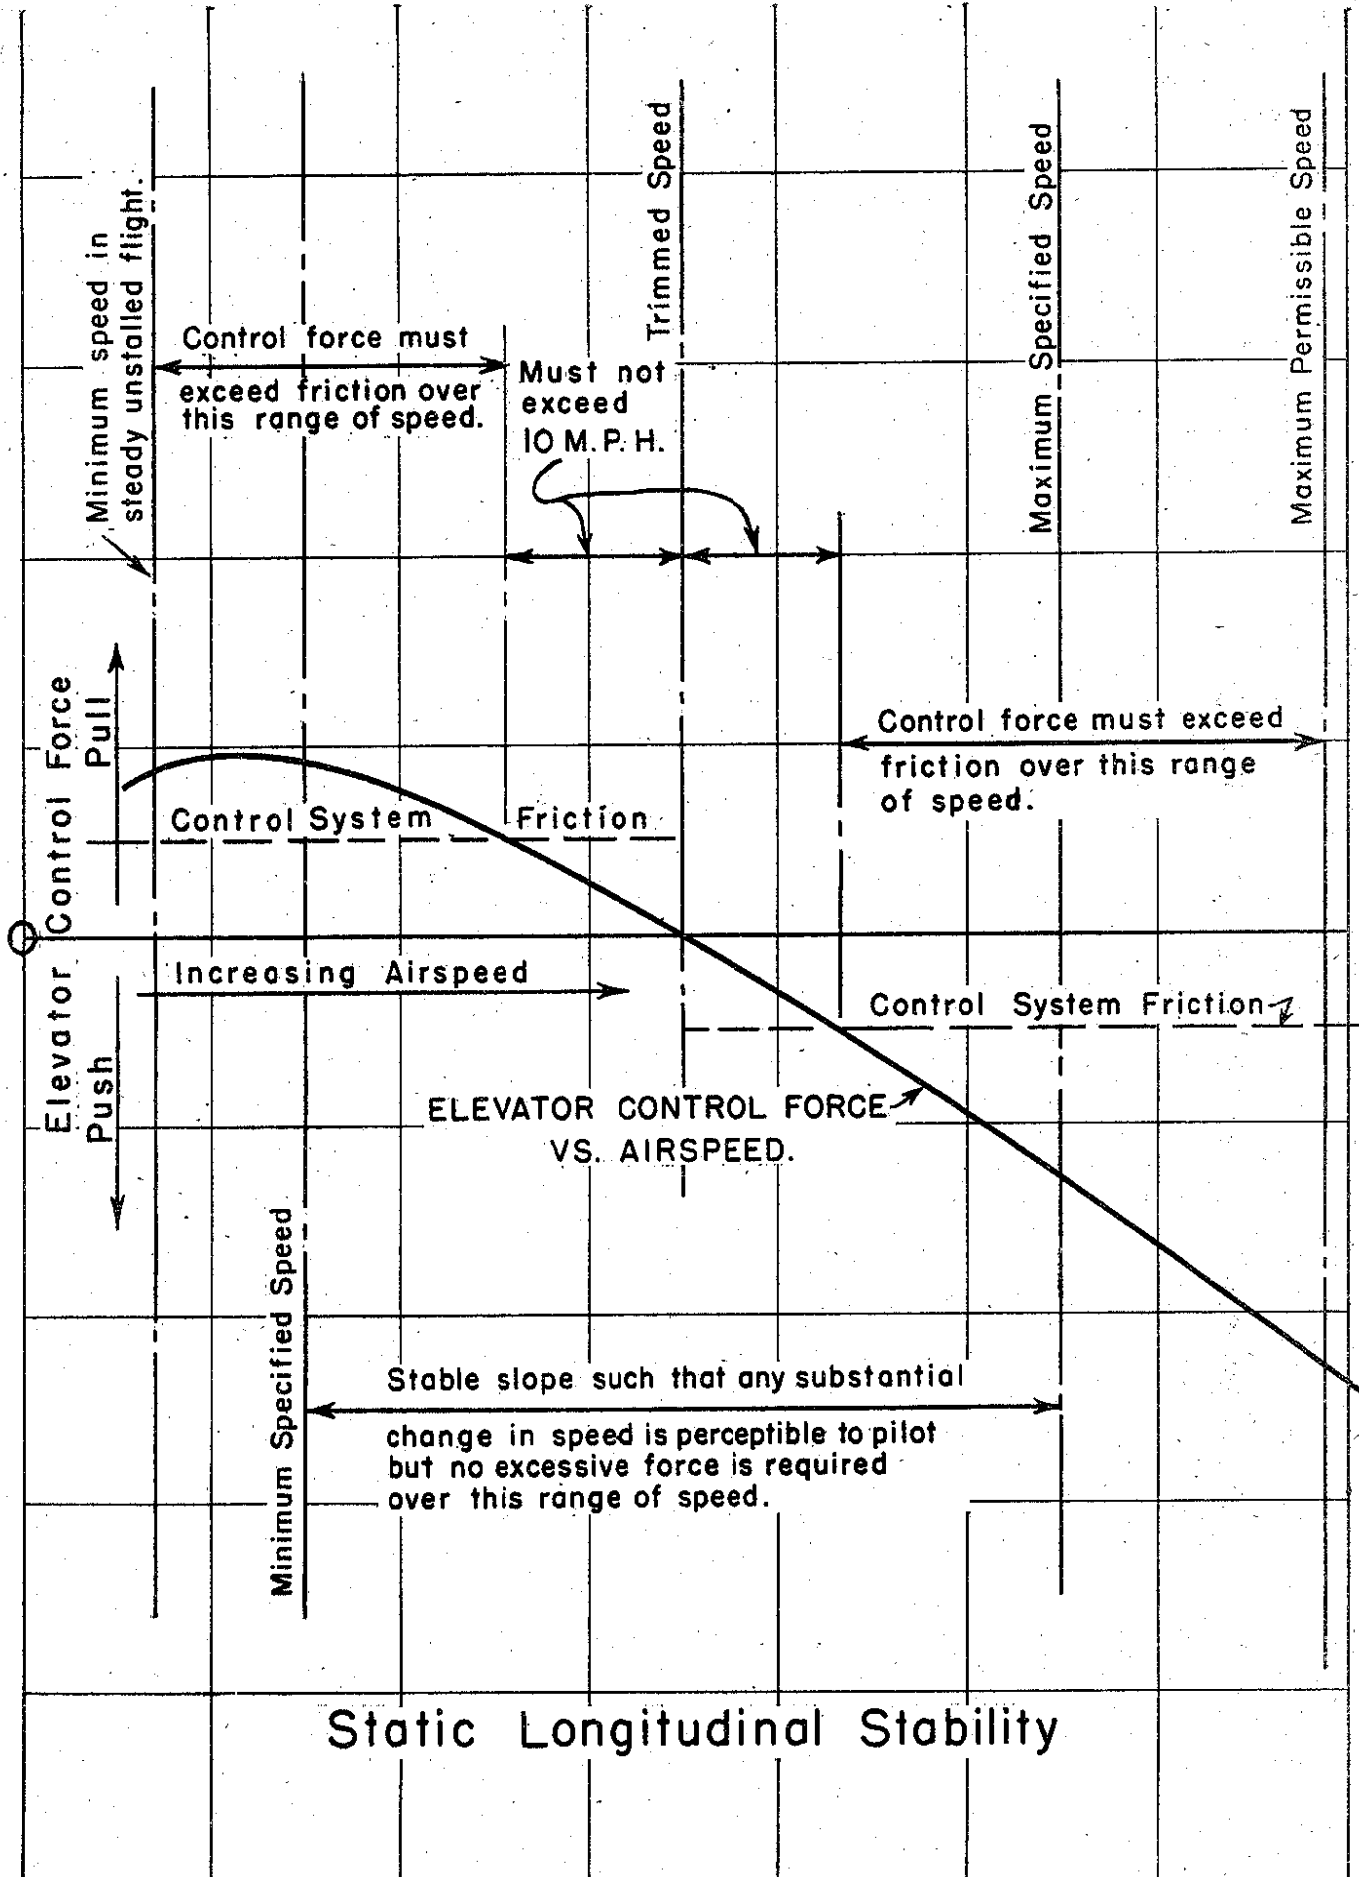 Minimum speed in
steady unstalled flight.
Control force must
exceed friction over
this range of speed.
Must not
exceed
10 M.P.H.
Trimmed Speed
Maximum Specified Speed
Maximum Permissible Speed
Elevator Control Force
Pull
Push
Control force must exceed
friction over this range
of speed.
Control System Friction
O
Increasing Airspeed
Control System Friction
ELEVATOR CONTROL FORCE
VS. AIRSPEED.
Minimum Specified Speed
Stable slope such that any substantial
change in speed is perceptible to pilot
but no excessive force is required
over this range of speed.
Static Longitudinal Stability